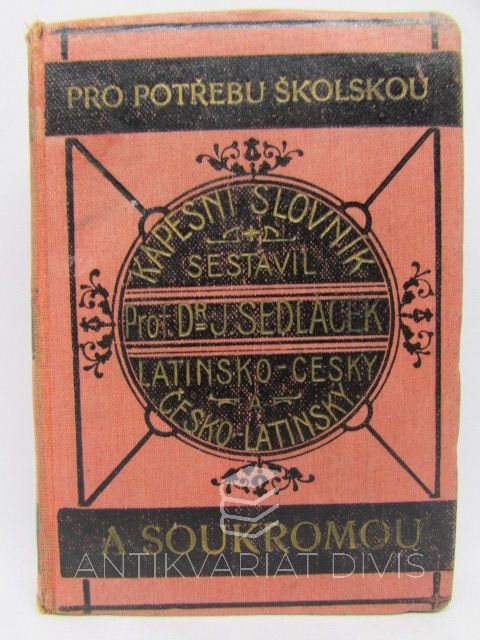 PRO POTŘEBU ŠKOLSKOU
KAPESNÍ SLOVNÍK
SESTAVIL
Prof. DR. J. SEDLÁČEK
LATINSKO-ČESKÝ
A
ČESKO-LATINSKÝ
A SOUKROMOU
ANTIKVARIÁT DIVIŠ